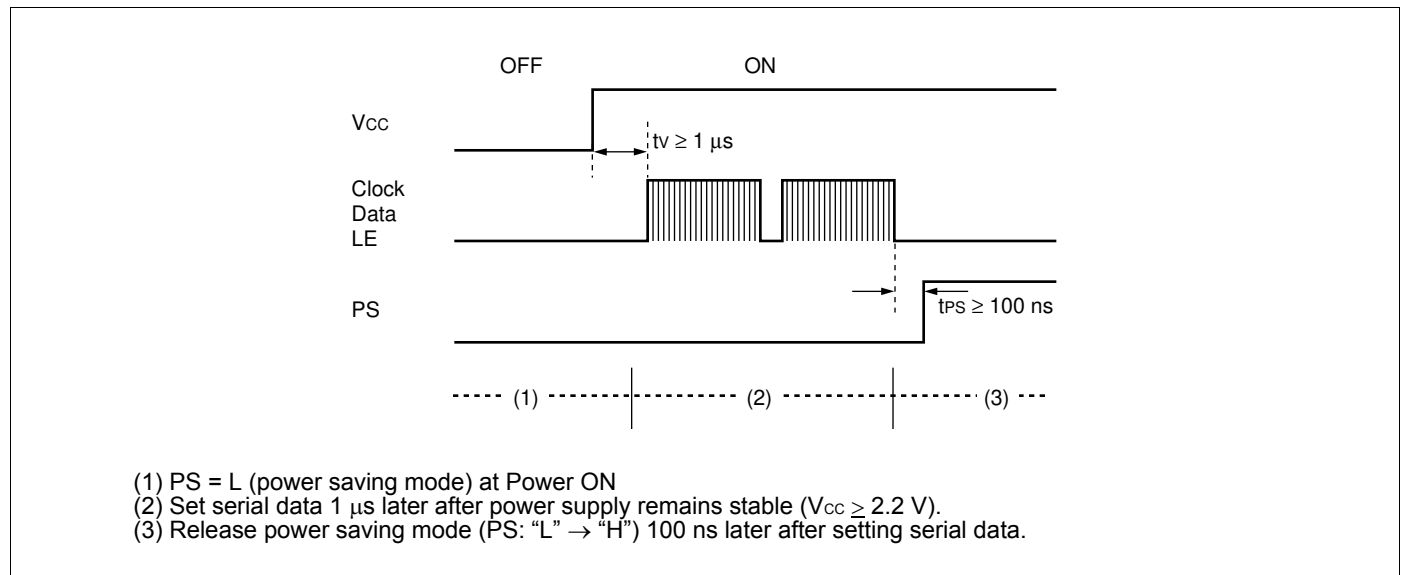 OFF ON
VCC
tV ≥ 1 μs
Clock
Data
LE
PS
tPS ≥ 100 ns
(1) (2) (3)
(1) PS = L (power saving mode) at Power ON
(2) Set serial data 1 μs later after power supply remains stable (VCC ≥ 2.2 V).
(3) Release power saving mode (PS: “L” → “H”) 100 ns later after setting serial data.